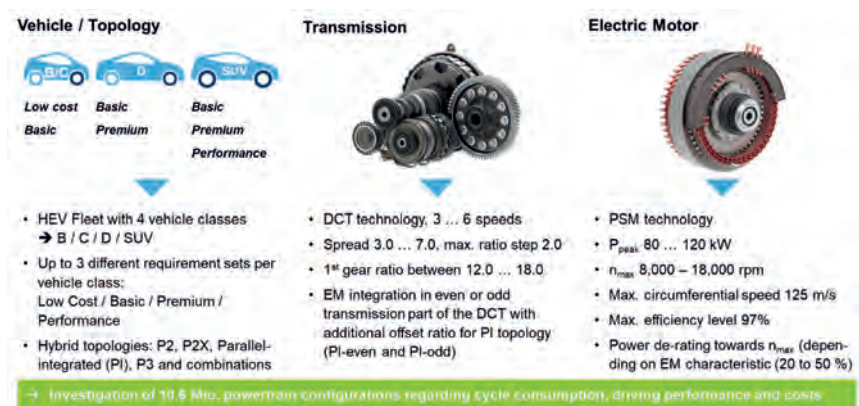 Vehicle / Topology
B/C
D
SUV
Low cost
Basic
Basic
Basic
Premium
Premium
Performance
• HEV Fleet with 4 vehicle classes
➔ B / C / D / SUV
• Up to 3 different requirement sets per
vehicle class:
Low Cost / Basic / Premium /
Performance
• Hybrid topologies: P2, P2X, Parallel-
integrated (PI), P3 and combinations
Transmission
• DCT technology, 3 … 6 speeds
• Spread 3.0 … 7.0, max. ratio step 2.0
• 1st gear ratio between 12.0 … 18.0
• EM integration in even or odd
transmission part of the DCT with
additional offset ratio for PI topology
(PI-even and PI-odd)
Electric Motor
• PSM technology
• Ppeak 80 … 120 kW
• nmax 8,000 – 18,000 rpm
• Max. circumferential speed 125 m/s
• Max. efficiency level 97%
• Power de-rating towards nmax (depen-
ding on EM characteristic (20 to 50 %)
→ Investigation of 10.6 Mio. powertrain configurations regarding cycle consumption, driving performance and costs